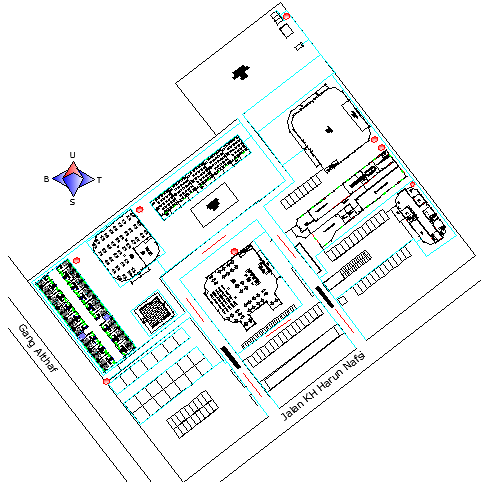 U
B T
S
Gang Althaf
Jalan KH Harun Nafsi